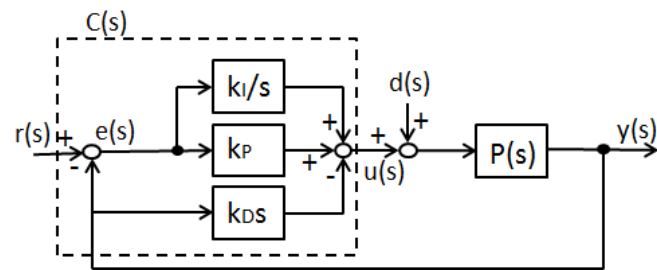 C(s)
kI/s
d(s)
r(s) + e(s) + + + y(s)
kP + + P(s)
- - u(s)
kDs